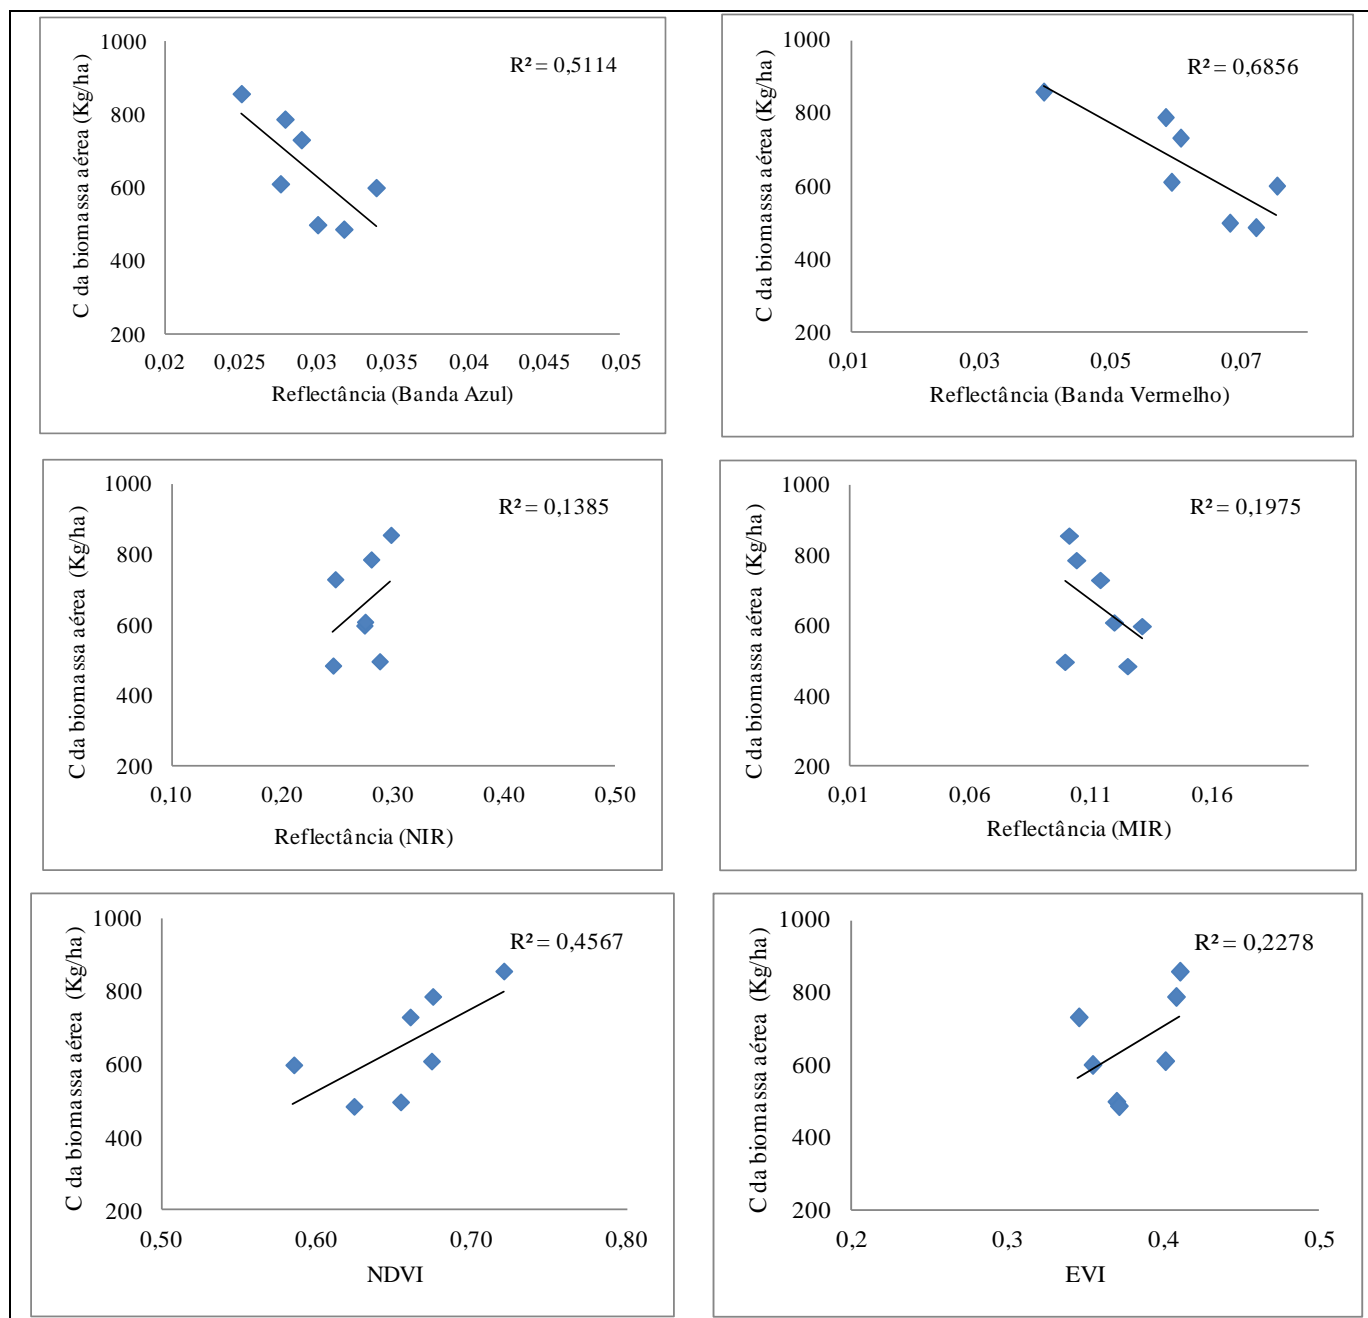 C da biomassa aérea (Kg/ha)
1000
800
600
400
200
R² = 0,5114
0,02 0,025 0,03 0,035 0,04 0,045 0,05
Reflectância (Banda Azul)
C da biomassa aérea (Kg/ha)
1000
800
600
400
200
R² = 0,6856
0,01 0,03 0,05 0,07
Reflectância (Banda Vermelho)
C da biomassa aérea (Kg/ha)
1000
800
600
400
200
R² = 0,1385
0,10 0,20 0,30 0,40 0,50
Reflectância (NIR)
C da biomassa aérea (Kg/ha)
1000
800
600
400
200
R² = 0,1975
0,01 0,06 0,11 0,16
Reflectância (MIR)
C da biomassa aérea (Kg/ha)
1000
800
600
400
200
R² = 0,4567
0,50 0,60 0,70 0,80
NDVI
C da biomassa aérea (Kg/ha)
1000
800
600
400
200
R² = 0,2278
0,2 0,3 0,4 0,5
EVI